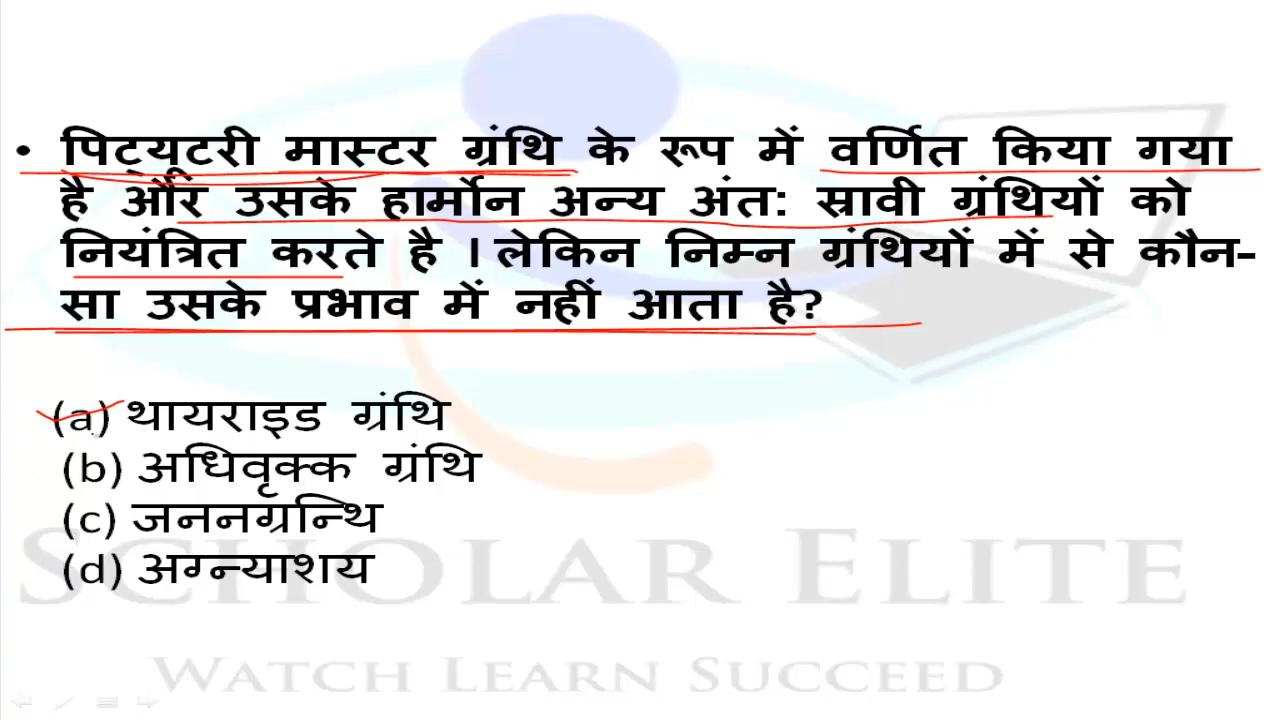 • पिट्यूटरी मास्टर ग्रंथि के रूप में वर्णित किया गया
है और उसके हार्मोन अन्य अंत: स्रावी ग्रंथियों को
नियंत्रित करते है । लेकिन निम्न ग्रंथियों में से कौन-
सा उसके प्रभाव में नहीं आता है?
(a) थायराइड ग्रंथि
(b) अधिवृक्क ग्रंथि
(c) जननग्रन्थि
(d) अग्न्याशय
SCHOLAR ELITE
WATCH LEARN SUCCEED